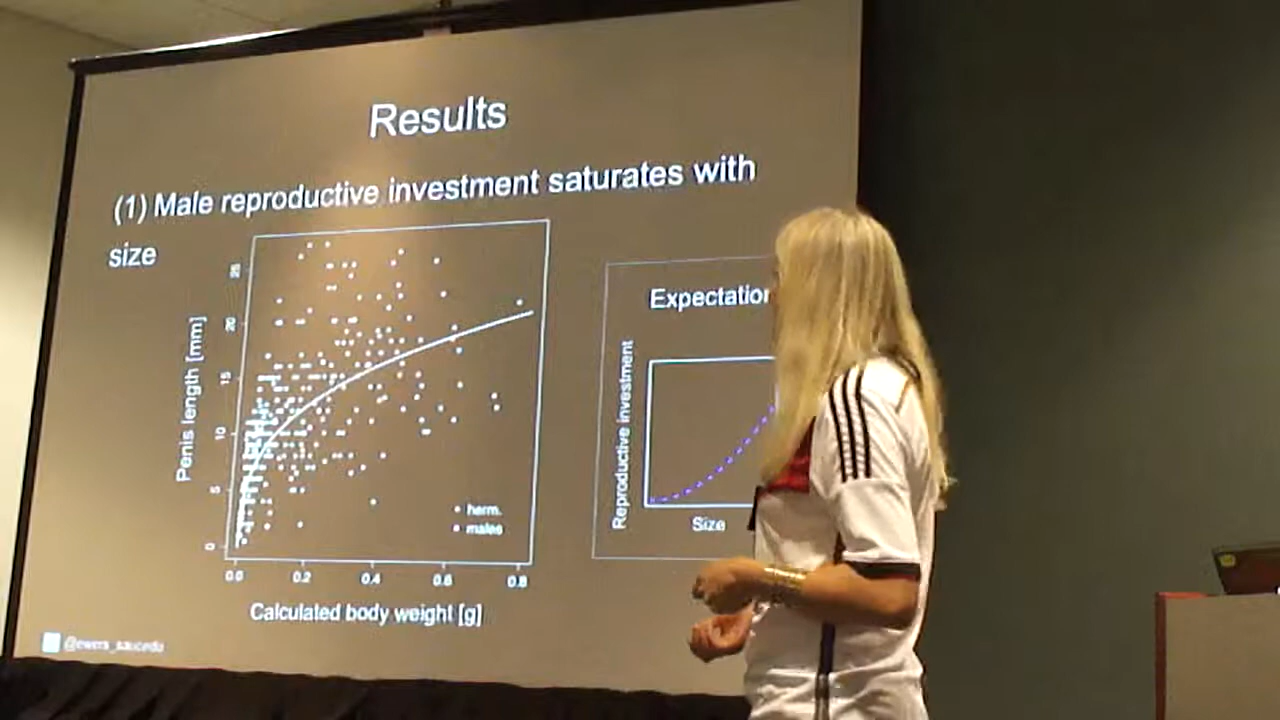 Results
(1) Male reproductive investment saturates with
size
Penis length [mm]
25
20
15
10
5
0
herm.
males
0.0 0.2 0.4 0.6 0.8
Calculated body weight [g]
Expectation
Reproductive investment
Size
@ewers_saucedo